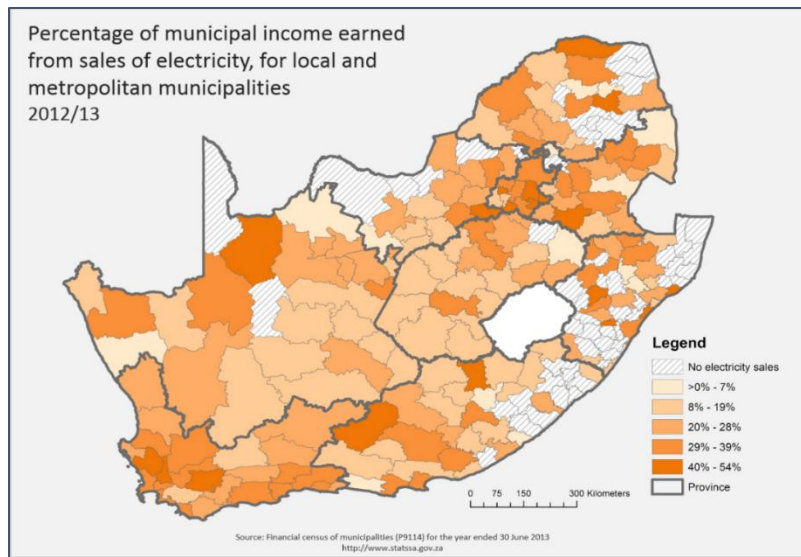 Percentage of municipal income earned
from sales of electricity, for local and
metropolitan municipalities
2012/13
Legend
No electricity sales
>0% - 7%
8% - 19%
20% - 28%
29% - 39%
40% - 54%
Province
0 75 150 300 Kilometers
Source: Financial census of municipalities (P9114) for the year ended 30 June 2013
http://www.statssa.gov.za